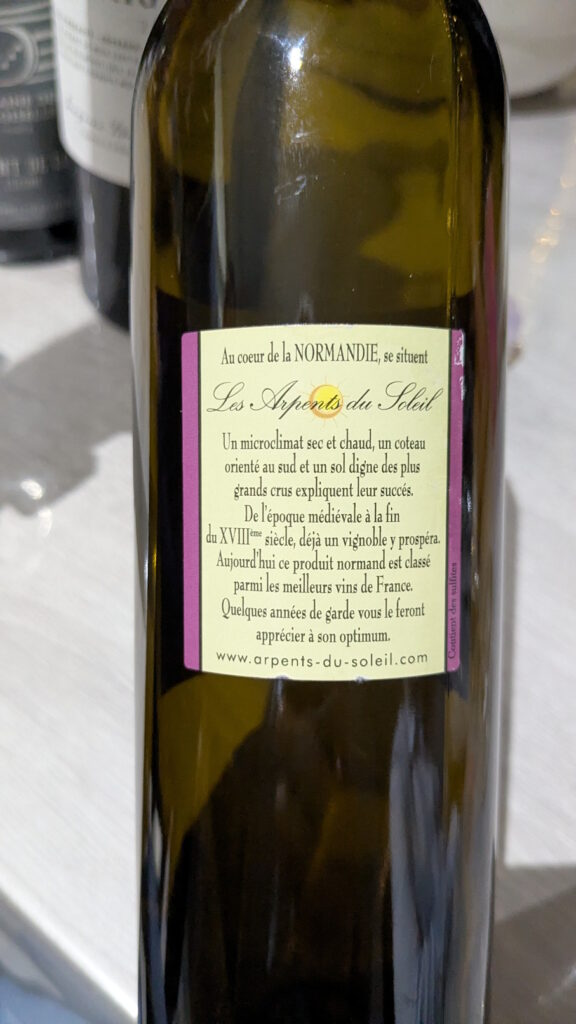 Au coeur de la NORMANDIE, se situent
Les Arpents du Soleil
Un microclimat sec et chaud, un coteau
orienté au sud et un sol digne des plus
grands crus expliquent leur succés.
De l'époque médiévale à la fin
du XVIIIème siècle, déjà un vignoble y prospéra.
Aujourd'hui ce produit normand est classé
parmi les meilleurs vins de France.
Quelques années de garde vous le feront
apprécier à son optimum.
www.arpents-du-soleil.com
Contient des sulfites